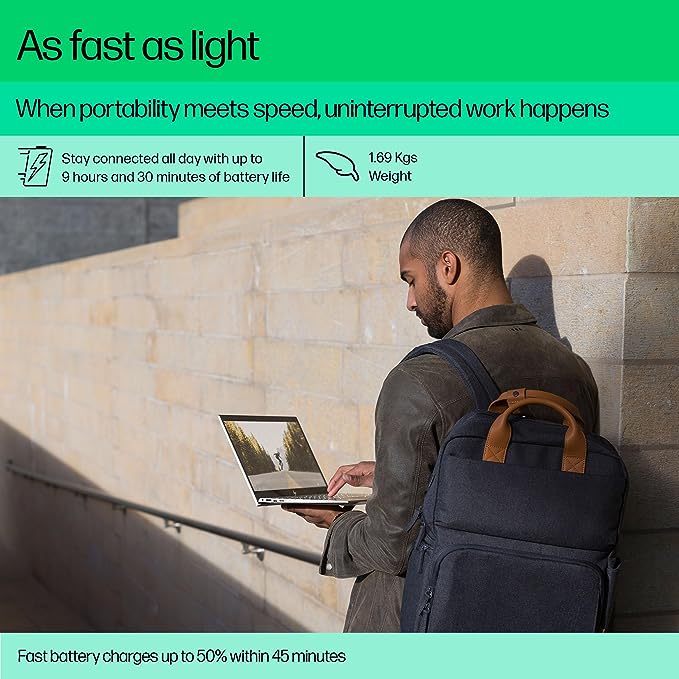 As fast as light
When portability meets speed, uninterrupted work happens
Stay connected all day with up to
9 hours and 30 minutes of battery life
1.69 Kgs
Weight
Fast battery charges up to 50% within 45 minutes